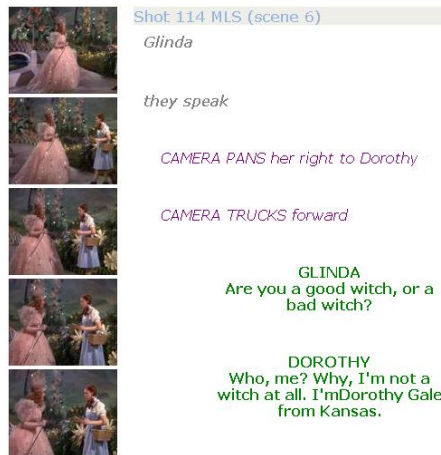 Shot 114 MLS (scene 6)
Glinda
they speak
CAMERA PANS her right to Dorothy
CAMERA TRUCKS forward
GLINDA
Are you a good witch, or a
bad witch?
DOROTHY
Who, me? Why, I'm not a
witch at all. I'mDorothy Gale
from Kansas.